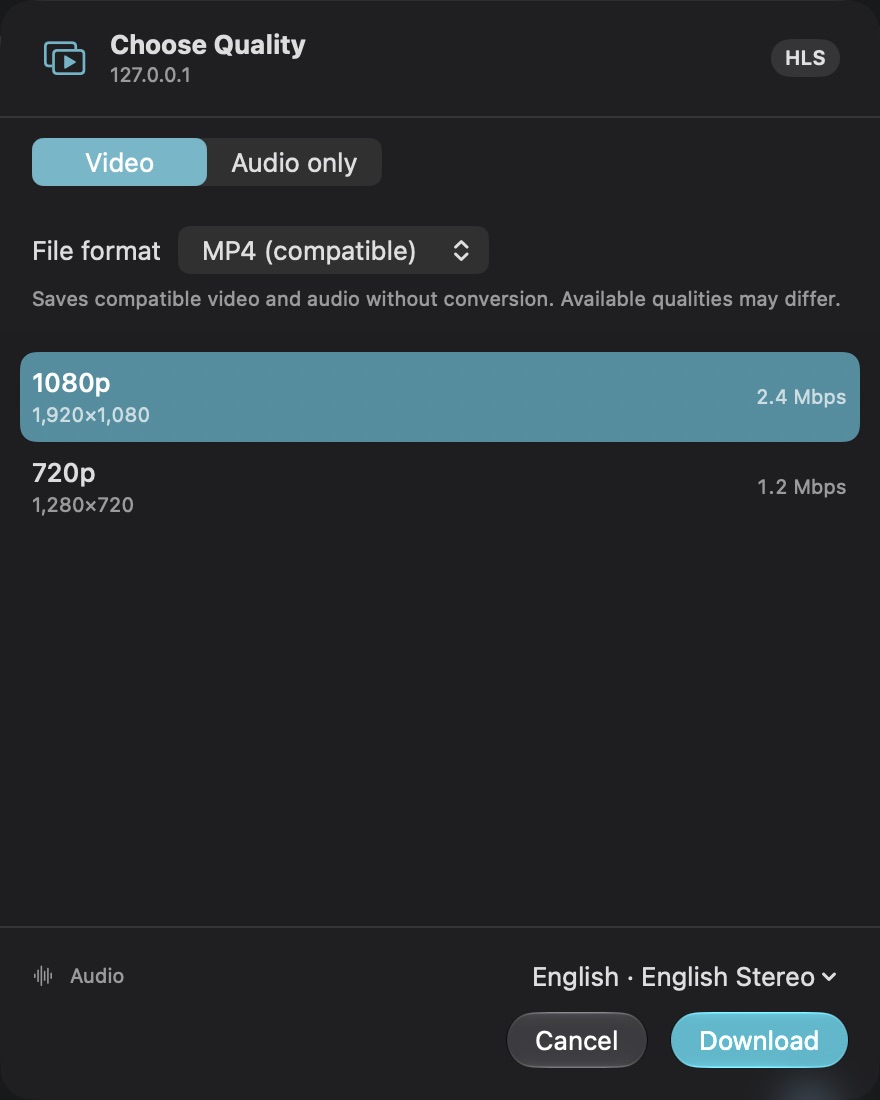 Choose Quality
127.0.0.1
HLS
Video
Audio only
File format
MP4 (compatible)
Saves compatible video and audio without conversion. Available qualities may differ.
1080p
1,920×1,080
2.4 Mbps
720p
1,280×720
1.2 Mbps
Audio
English · English Stereo
Cancel
Download